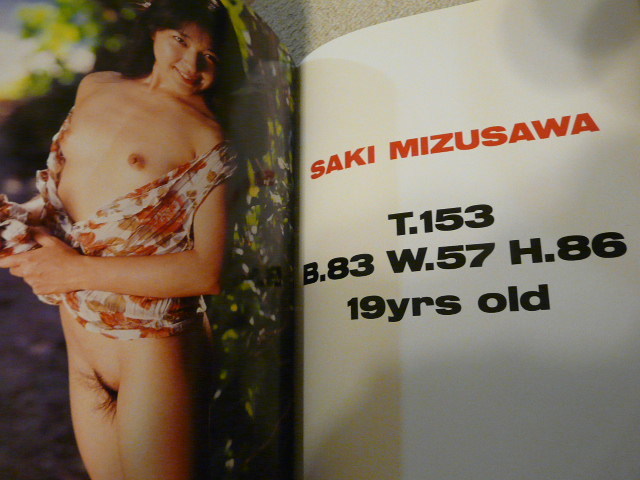 SAKI MIZUSAWA
T.153
B.83 W.57 H.86
19yrs old